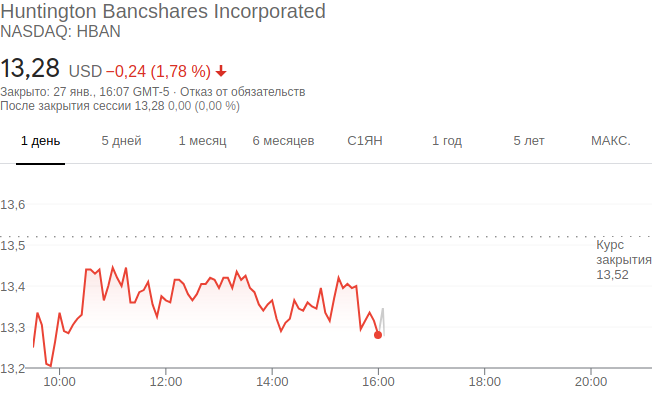 Huntington Bancshares Incorporated
NASDAQ: HBAN
13,28 USD −0,24 (1,78 %)
Закрыто: 27 янв., 16:07 GMT-5 · Отказ от обязательств
После закрытия сессии 13,28 0,00 (0,00 %)
1 день 5 дней 1 месяц 6 месяцев С1ЯН 1 год 5 лет МАКС.
13,6
13,5
13,4
13,3
13,2
Курс
закрытия
13,52
10:00 12:00 14:00 16:00 18:00 20:00